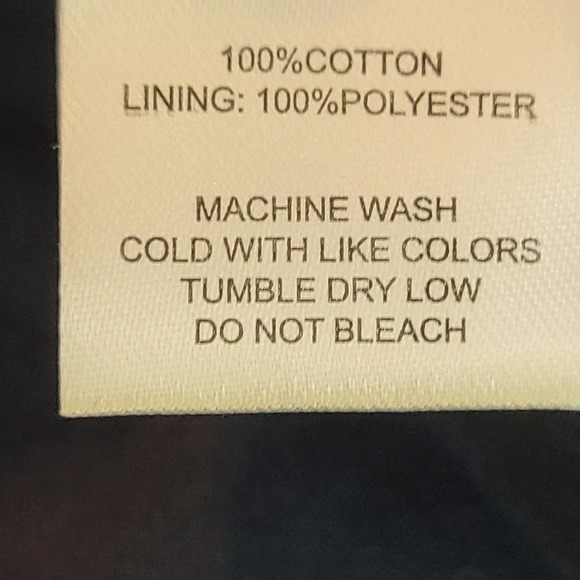 100%COTTON
LINING: 100%POLYESTER
MACHINE WASH
COLD WITH LIKE COLORS
TUMBLE DRY LOW
DO NOT BLEACH